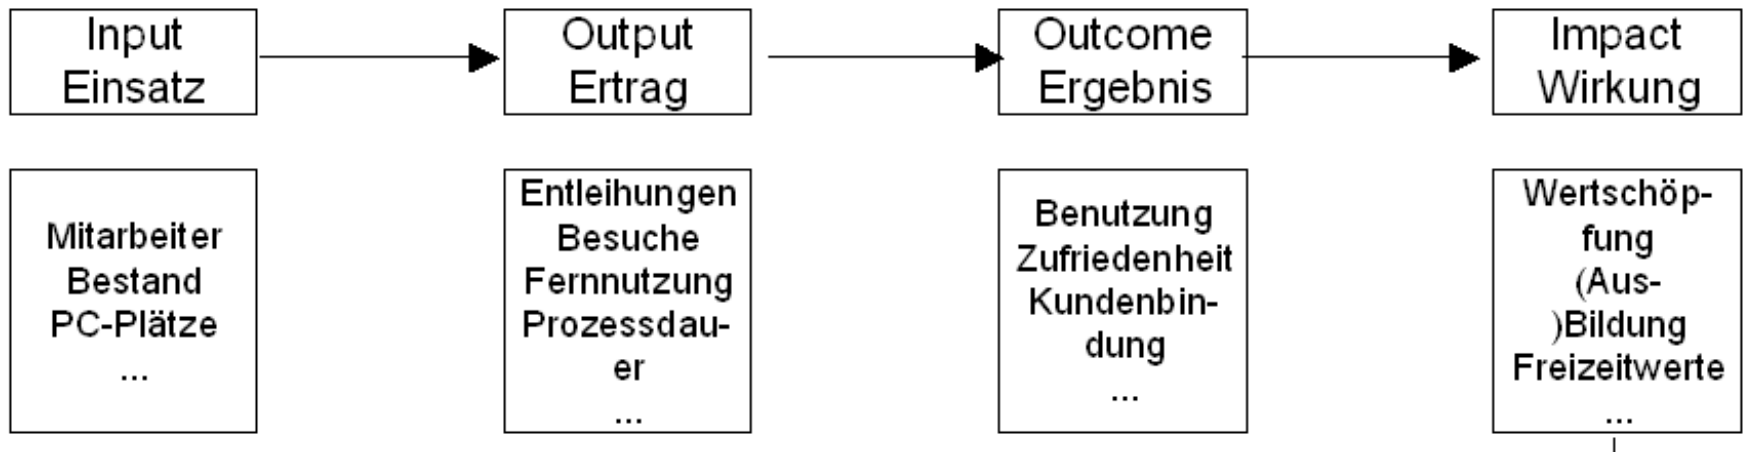 Input
Einsatz
Output
Ertrag
Outcome
Ergebnis
Impact
Wirkung
Mitarbeiter
Bestand
PC-Plätze
...
Entleihungen
Besuche
Fernnutzung
Prozessdau-
er
...
Benutzung
Zufriedenheit
Kundenbin-
dung
...
Wertschöp-
fung
(Aus-
)Bildung
Freizeitwerte
...